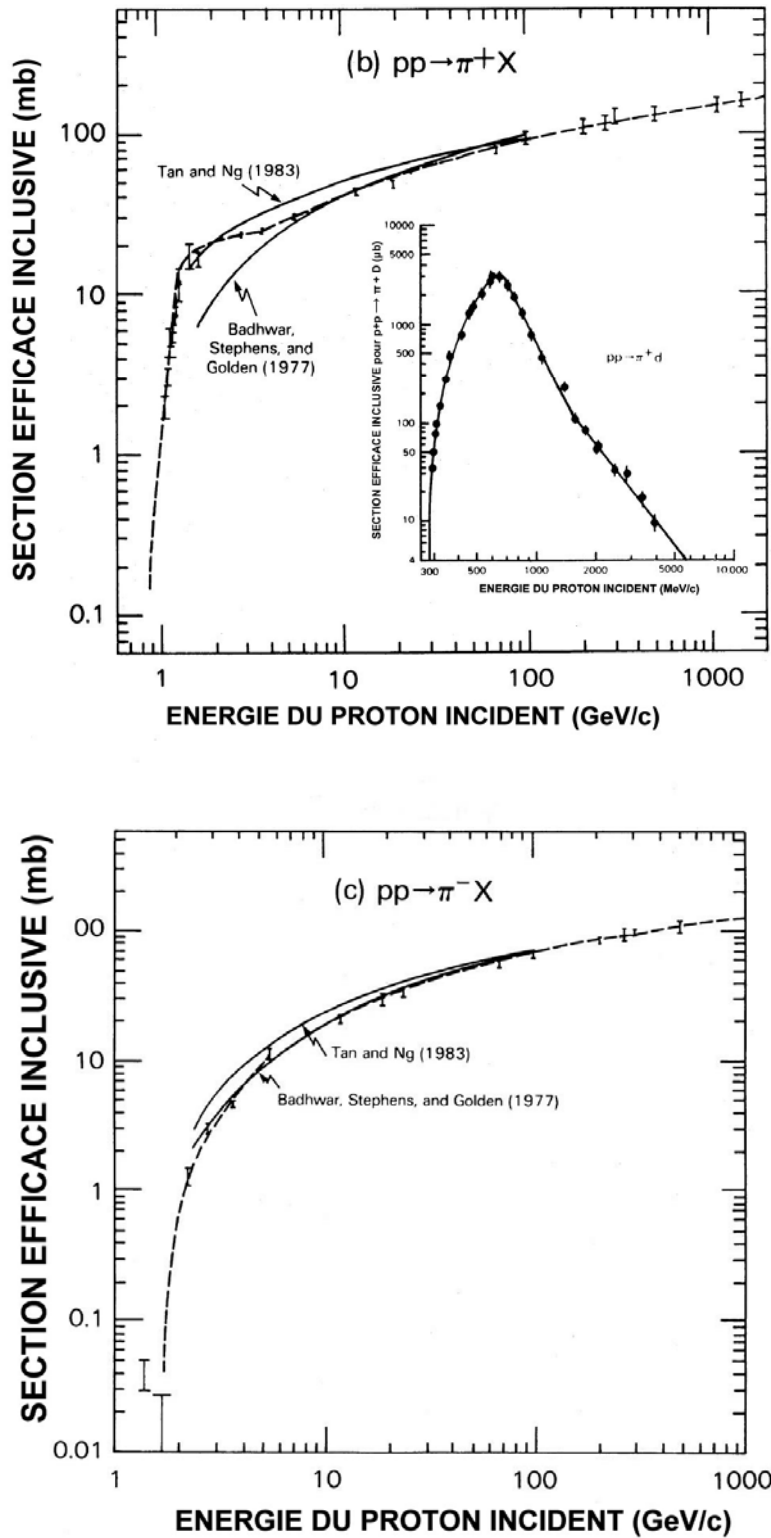 (b) pp→π⁺X
SECTION EFFICACE INCLUSIVE (mb)
100
10
1
0.1
Tan and Ng (1983)
Badhwar,
Stephens, and
Golden (1977)
SECTION EFFICACE INCLUSIVE pour p+p → π + D (μb)
10000
5000
1000
500
100
50
10
4
pp→π⁺d
300
500
1000
2000
5000
10000
ENERGIE DU PROTON INCIDENT (MeV/c)
1
10
100
1000
ENERGIE DU PROTON INCIDENT (GeV/c)
(c) pp→π⁻X
SECTION EFFICACE INCLUSIVE (mb)
00
10
1
0.1
0.01
Tan and Ng (1983)
Badhwar, Stephens, and Golden (1977)
1
10
100
1000
ENERGIE DU PROTON INCIDENT (GeV/c)